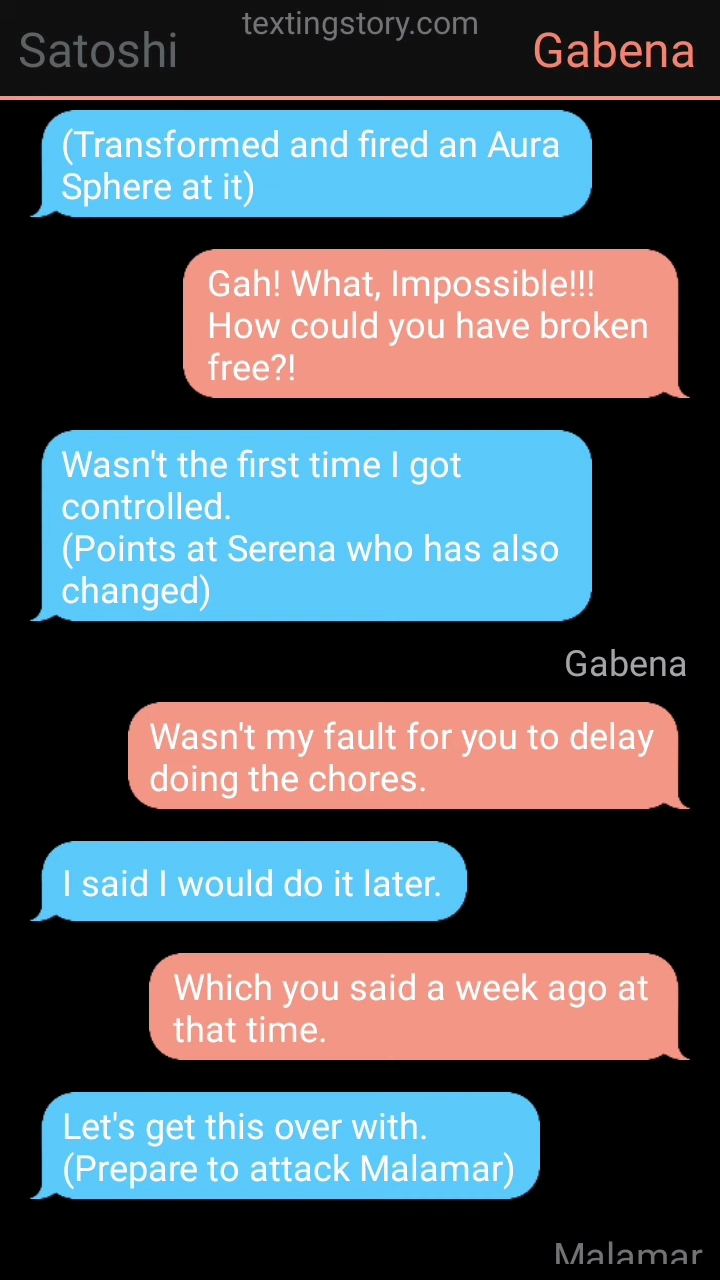 textingstory.com
Satoshi
Gabena
(Transformed and fired an Aura
Sphere at it)
Gah! What, Impossible!!!
How could you have broken
free?!
Wasn't the first time I got
controlled.
(Points at Serena who has also
changed)
Gabena
Wasn't my fault for you to delay
doing the chores.
I said I would do it later.
Which you said a week ago at
that time.
Let's get this over with.
(Prepare to attack Malamar)
Malamar